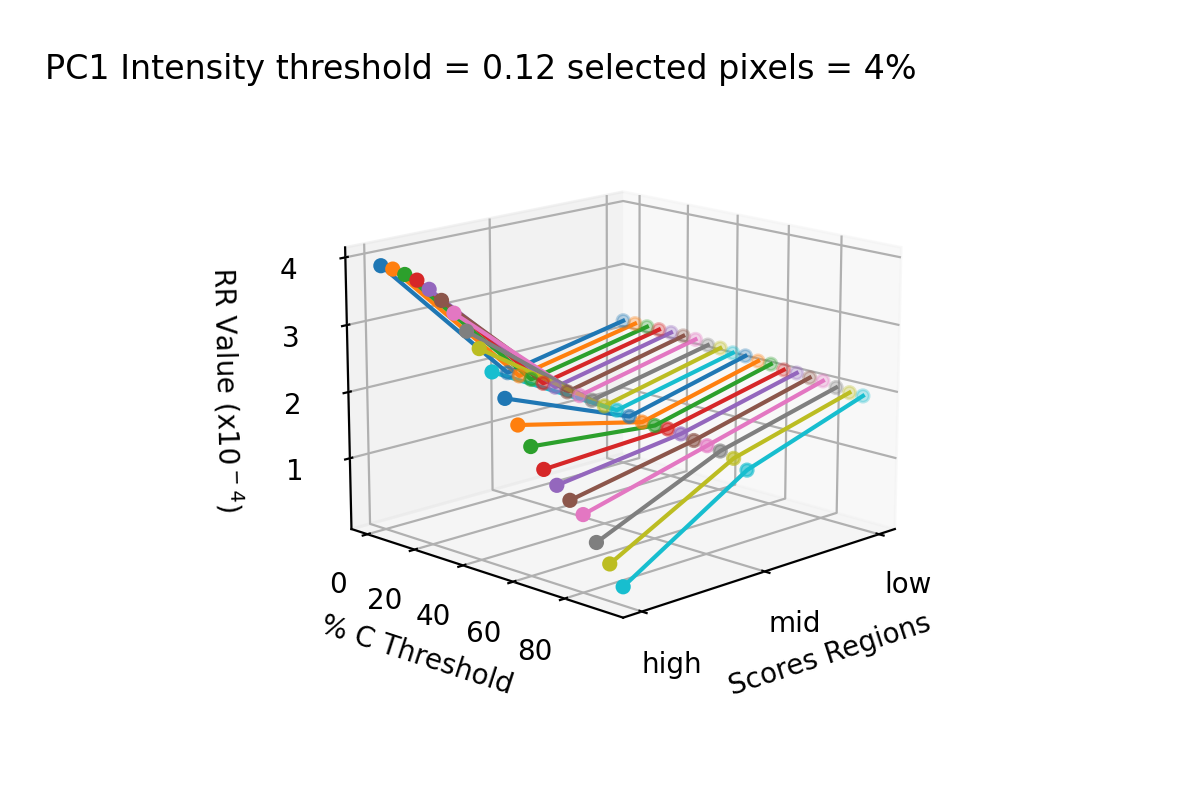 PC1 Intensity threshold = 0.12 selected pixels = 4%
RR Value (x10⁻⁴)
4
3
2
1
0
20
40
60
80
% C Threshold
high
mid
low
Scores Regions